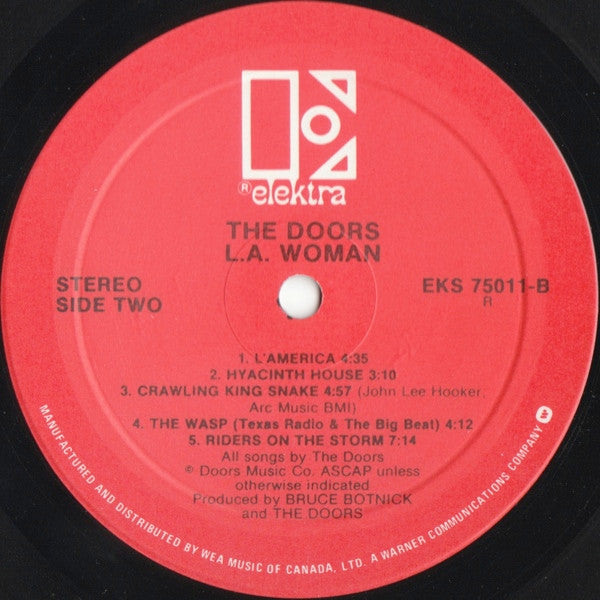 ® elektra
THE DOORS
L.A. WOMAN
STEREO
SIDE TWO
EKS 75011-B
R
1. L'AMERICA 4:35
2. HYACINTH HOUSE 3:10
3. CRAWLING KING SNAKE 4:57 (John Lee Hooker,
Arc Music BMI)
4. THE WASP (Texas Radio & The Big Beat) 4:12
5. RIDERS ON THE STORM 7:14
All songs by The Doors
© Doors Music Co. ASCAP unless
otherwise indicated
Produced by BRUCE BOTNICK
and THE DOORS
MANUFACTURED AND DISTRIBUTED BY WEA MUSIC OF CANADA, LTD. A WARNER COMMUNICATIONS COMPANY